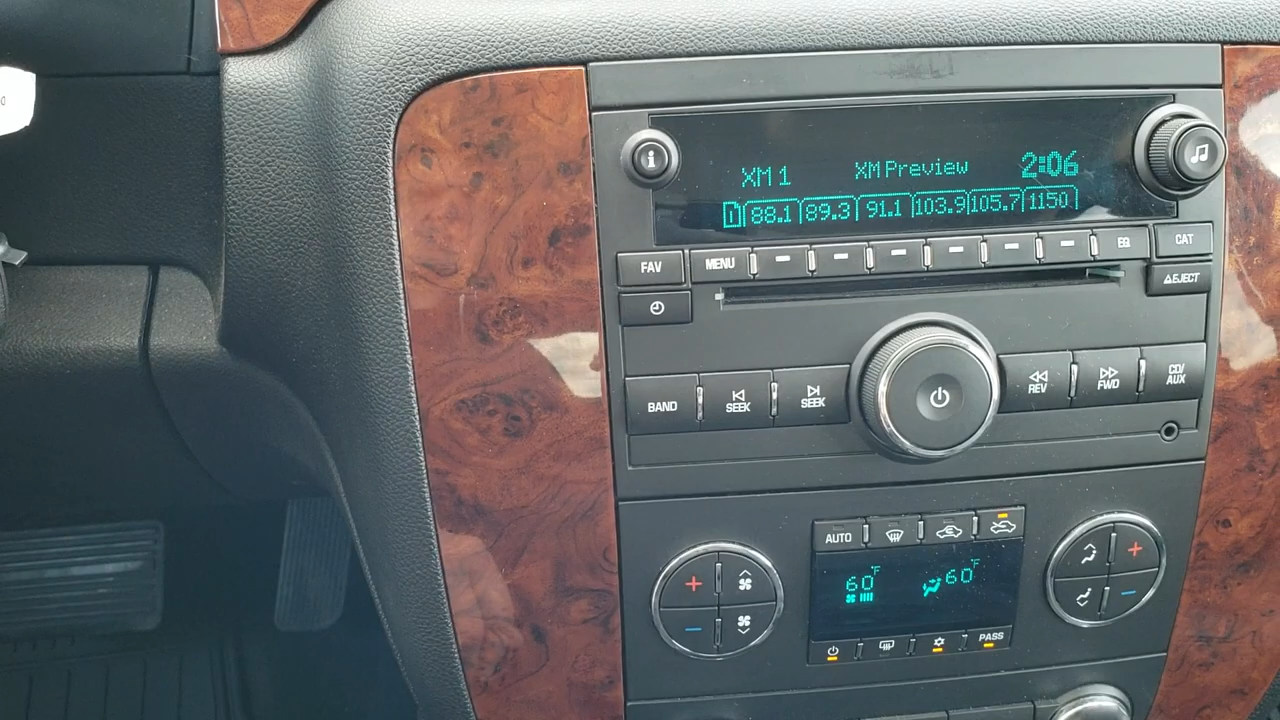 XM 1 XM Preview 2:06
1 88.1 89.3 91.1 103.9 105.7 1150
FAV MENU EQ CAT
EJECT
BAND SEEK SEEK REV FWD CD/AUX
AUTO
60°F 60°F
PASS